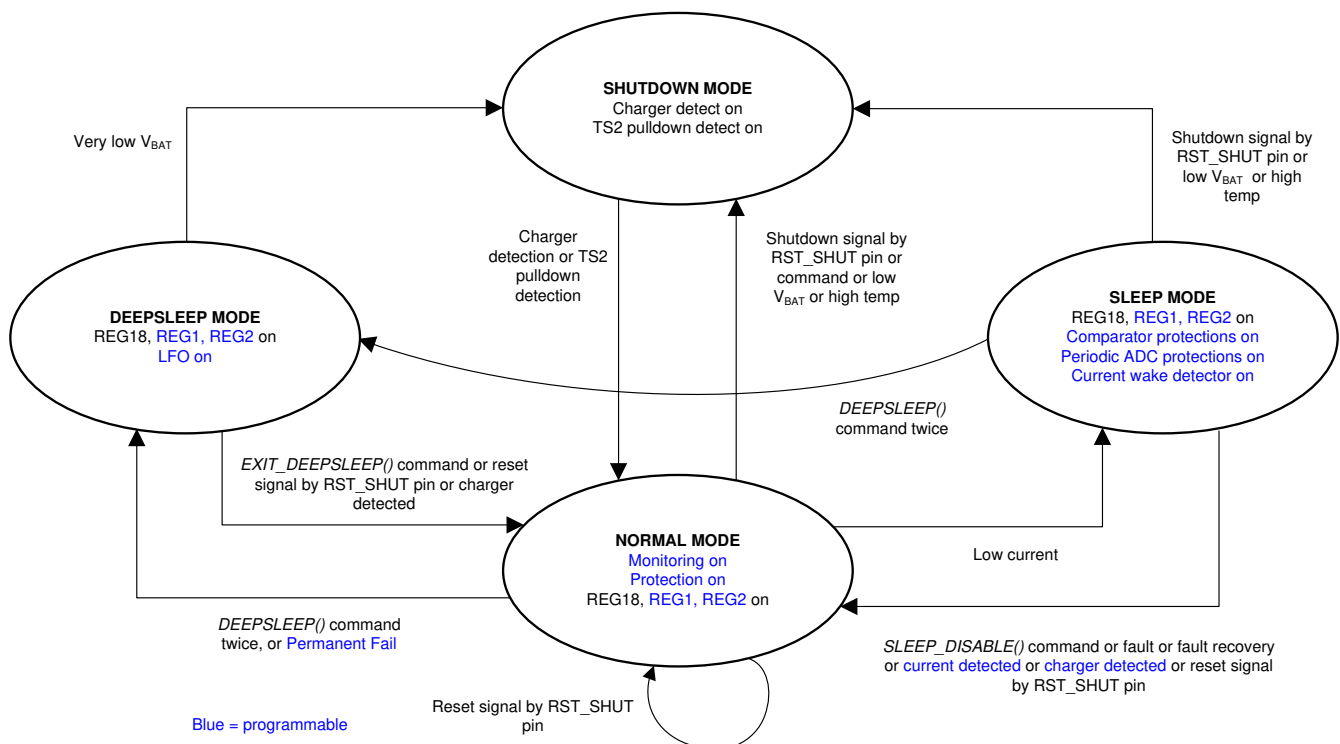 SHUTDOWN MODE
Charger detect on
TS2 pulldown detect on
Very low VBAT
Shutdown signal by
RST_SHUT pin or
low VBAT or high
temp
Charger
detection or TS2
pulldown
detection
Shutdown signal by
RST_SHUT pin or
command or low
VBAT or high temp
DEEPSLEEP MODE
REG18, REG1, REG2 on
LFO on
SLEEP MODE
REG18, REG1, REG2 on
Comparator protections on
Periodic ADC protections on
Current wake detector on
DEEPSLEEP()
command twice
EXIT_DEEPSLEEP() command or reset
signal by RST_SHUT pin or charger
detected
NORMAL MODE
Monitoring on
Protection on
REG18, REG1, REG2 on
Low current
DEEPSLEEP() command
twice, or Permanent Fail
SLEEP_DISABLE() command or fault or fault recovery
or current detected or charger detected or reset signal
by RST_SHUT pin
Reset signal by RST_SHUT
pin
Blue = programmable